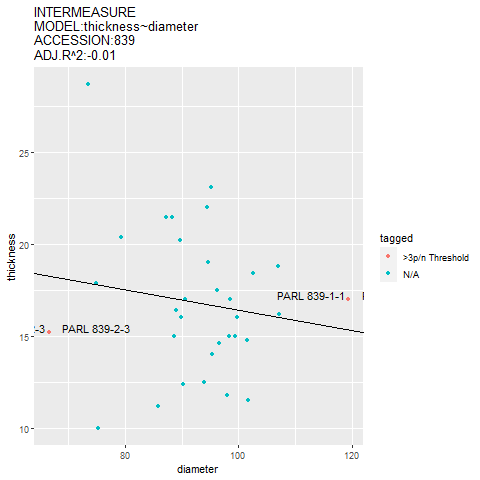 INTERMEASURE
MODEL:thickness~diameter
ACCESSION:839
ADJ.R^2:-0.01
thickness
25
20
15
10
PARL 839-1-1
-3
PARL 839-2-3
80
100
120
diameter
tagged
>3p/n Threshold
N/A